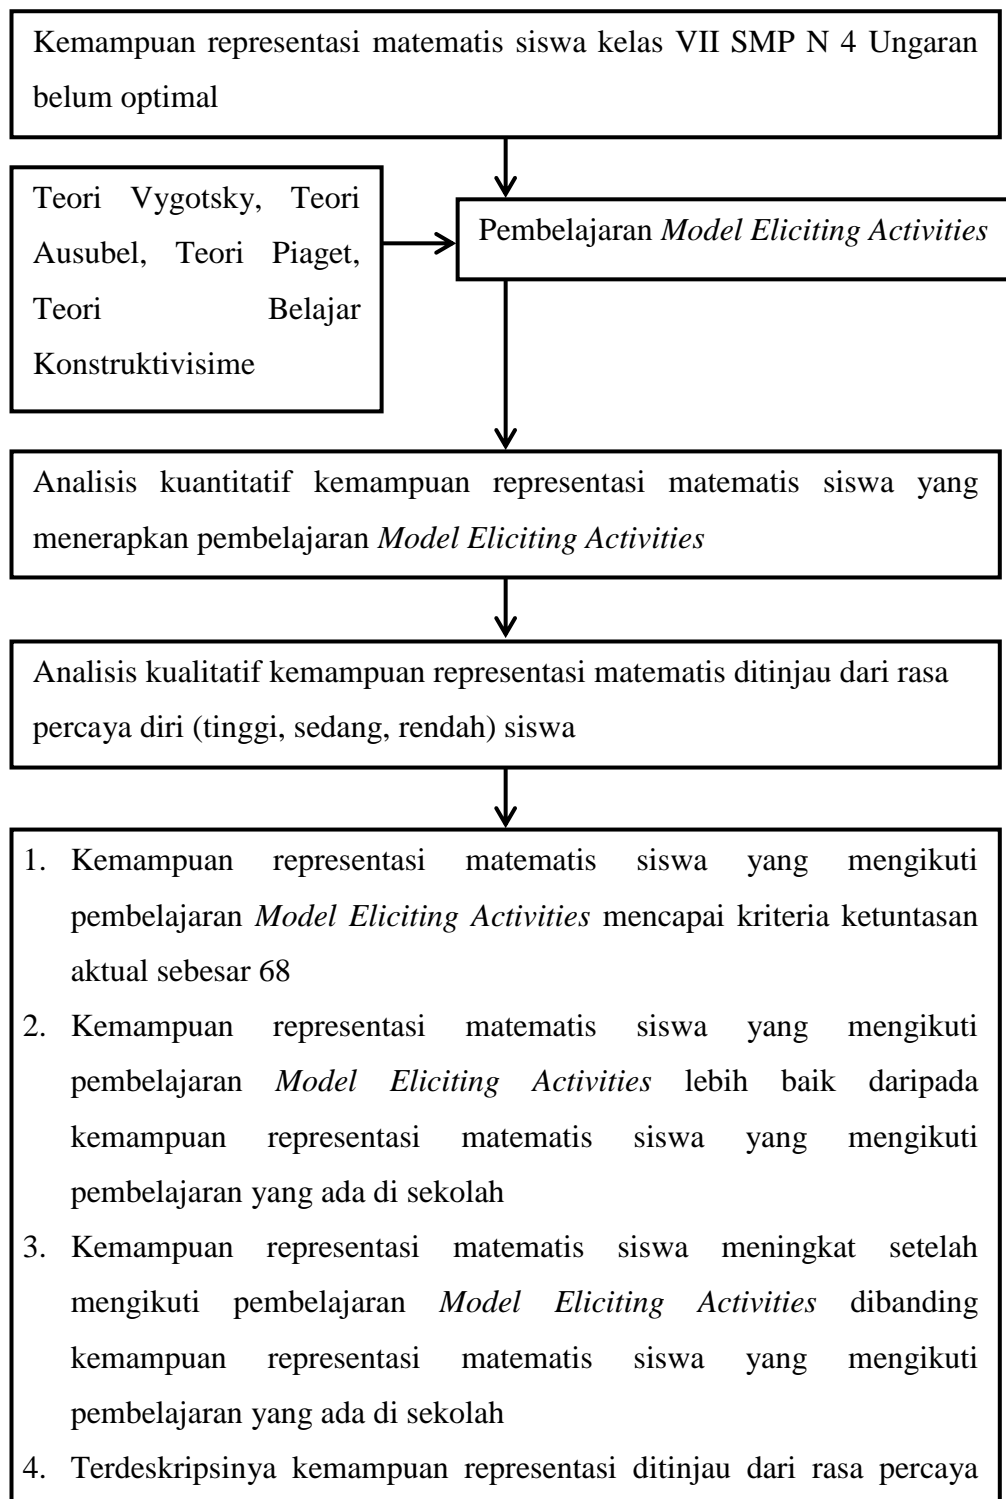 Kemampuan representasi matematis siswa kelas VII SMP N 4 Ungaran
belum optimal
Teori Vygotsky, Teori
Ausubel, Teori Piaget,
Teori Belajar
Konstruktivisime
Pembelajaran Model Eliciting Activities
Analisis kuantitatif kemampuan representasi matematis siswa yang
menerapkan pembelajaran Model Eliciting Activities
Analisis kualitatif kemampuan representasi matematis ditinjau dari rasa
percaya diri (tinggi, sedang, rendah) siswa
1. Kemampuan representasi matematis siswa yang mengikuti
pembelajaran Model Eliciting Activities mencapai kriteria ketuntasan
aktual sebesar 68
2. Kemampuan representasi matematis siswa yang mengikuti
pembelajaran Model Eliciting Activities lebih baik daripada
kemampuan representasi matematis siswa yang mengikuti
pembelajaran yang ada di sekolah
3. Kemampuan representasi matematis siswa meningkat setelah
mengikuti pembelajaran Model Eliciting Activities dibanding
kemampuan representasi matematis siswa yang mengikuti
pembelajaran yang ada di sekolah
4. Terdeskripsinya kemampuan representasi ditinjau dari rasa percaya